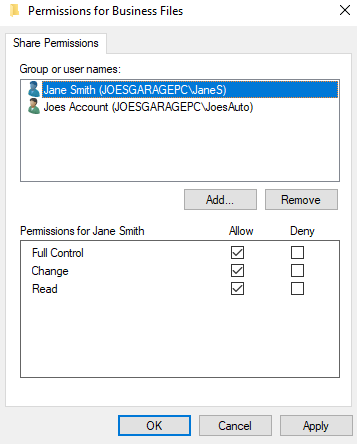 Permissions for Business Files
Share Permissions
Group or user names:
Jane Smith (JOESGARAGEPC\JaneS)
Joes Account (JOESGARAGEPC\JoesAuto)
Add... Remove
Permissions for Jane Smith Allow Deny
Full Control
Change
Read
OK Cancel Apply